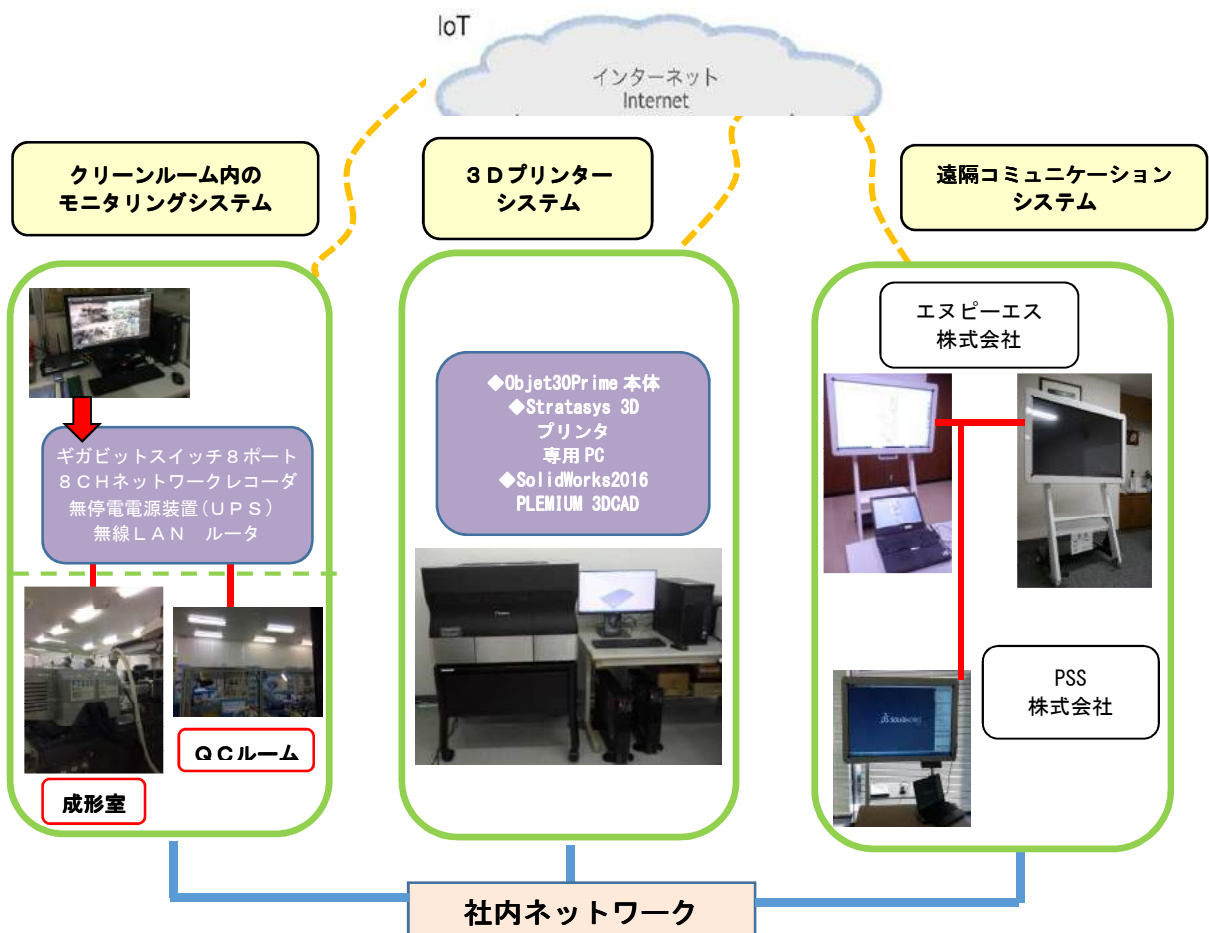 IoT
インターネット
Internet
クリーンルーム内の
モニタリングシステム
３Ｄプリンター
システム
遠隔コミュニケーション
システム
ギガビットスイッチ８ポート
８ＣＨネットワークレコーダ
無停電電源装置（ＵＰＳ）
無線ＬＡＮ　ルータ
ＱＣルーム
成形室
◆Objet30Prime 本体
◆Stratasys 3D
プリンタ
専用 PC
◆SolidWorks2016
PLEMIUM 3DCAD
エヌピーエス
株式会社
SOLIDWORKS
PSS
株式会社
社内ネットワーク